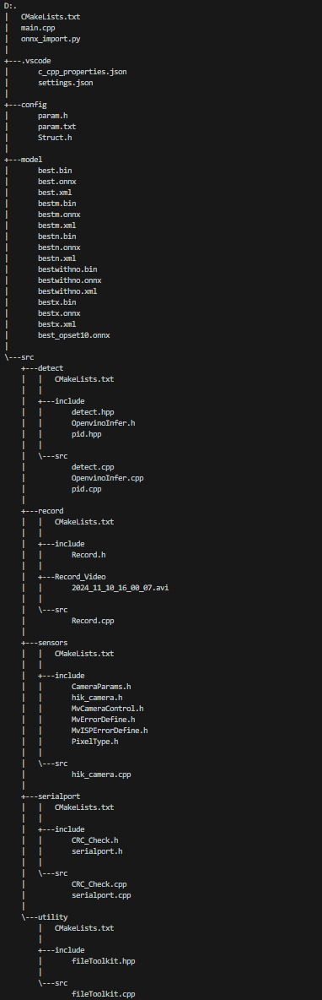 D:.
|   CMakeLists.txt
|   main.cpp
|   onnx_import.py
|
+---.vscode
|       c_cpp_properties.json
|       settings.json
|
+---config
|       param.h
|       param.txt
|       Struct.h
|
+---model
|       best.bin
|       best.onnx
|       best.xml
|       bestm.bin
|       bestm.onnx
|       bestm.xml
|       bestn.bin
|       bestn.onnx
|       bestn.xml
|       bestwithno.bin
|       bestwithno.onnx
|       bestwithno.xml
|       bestx.bin
|       bestx.onnx
|       bestx.xml
|       best_opset10.onnx
|
\---src
    +---detect
    |   |   CMakeLists.txt
    |   |
    |   +---include
    |   |       detect.hpp
    |   |       OpenvinoInfer.h
    |   |       pid.hpp
    |   |
    |   \---src
    |           detect.cpp
    |           OpenvinoInfer.cpp
    |           pid.cpp
    |
    +---record
    |   |   CMakeLists.txt
    |   |
    |   +---include
    |   |       Record.h
    |   |
    |   +---Record_Video
    |   |       2024_11_10_16_00_07.avi
    |   |
    |   \---src
    |           Record.cpp
    |
    +---sensors
    |   |   CMakeLists.txt
    |   |
    |   +---include
    |   |       CameraParams.h
    |   |       hik_camera.h
    |   |       MvCameraControl.h
    |   |       MvErrorDefine.h
    |   |       MvISPErrorDefine.h
    |   |       PixelType.h
    |   |
    |   \---src
    |           hik_camera.cpp
    |
    +---serialport
    |   |   CMakeLists.txt
    |   |
    |   +---include
    |   |       CRC_Check.h
    |   |       serialport.h
    |   |
    |   \---src
    |           CRC_Check.cpp
    |           serialport.cpp
    |
    \---utility
        |   CMakeLists.txt
        |
        +---include
        |       fileToolkit.hpp
        |
        \---src
                fileToolkit.cpp